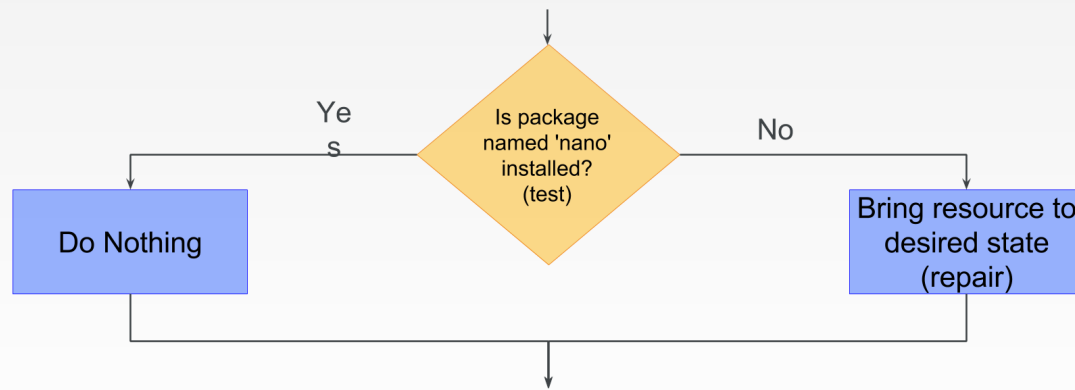 Ye
s
Is package
named 'nano'
installed?
(test)
No
Do Nothing
Bring resource to
desired state
(repair)